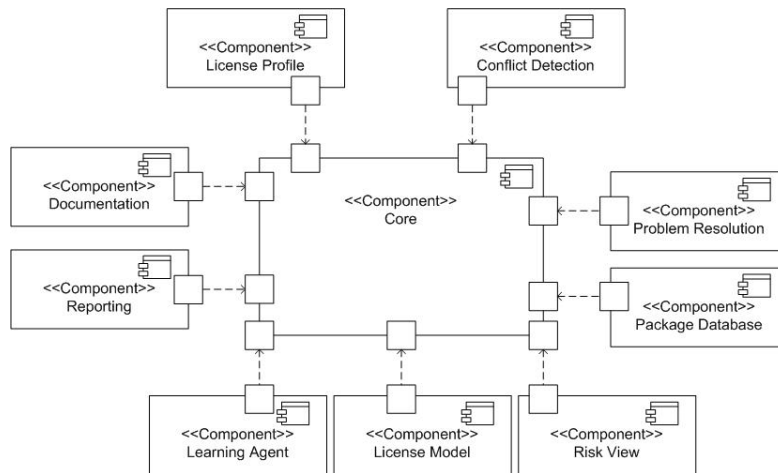 <<Component>>
License Profile
<<Component>>
Conflict Detection
<<Component>>
Documentation
<<Component>>
Core
<<Component>>
Problem Resolution
<<Component>>
Reporting
<<Component>>
Package Database
<<Component>>
Learning Agent
<<Component>>
License Model
<<Component>>
Risk View